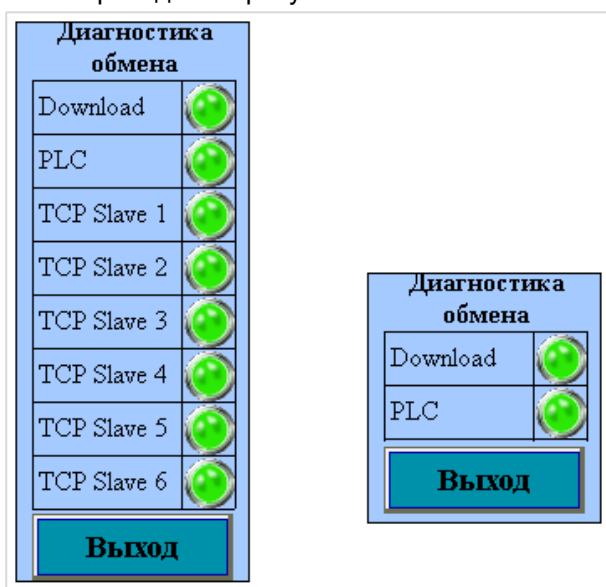 Диагностика
обмена
Download
PLC
TCP Slave 1
TCP Slave 2
TCP Slave 3
TCP Slave 4
TCP Slave 5
TCP Slave 6
Выход
Диагностика
обмена
Download
PLC
Выход